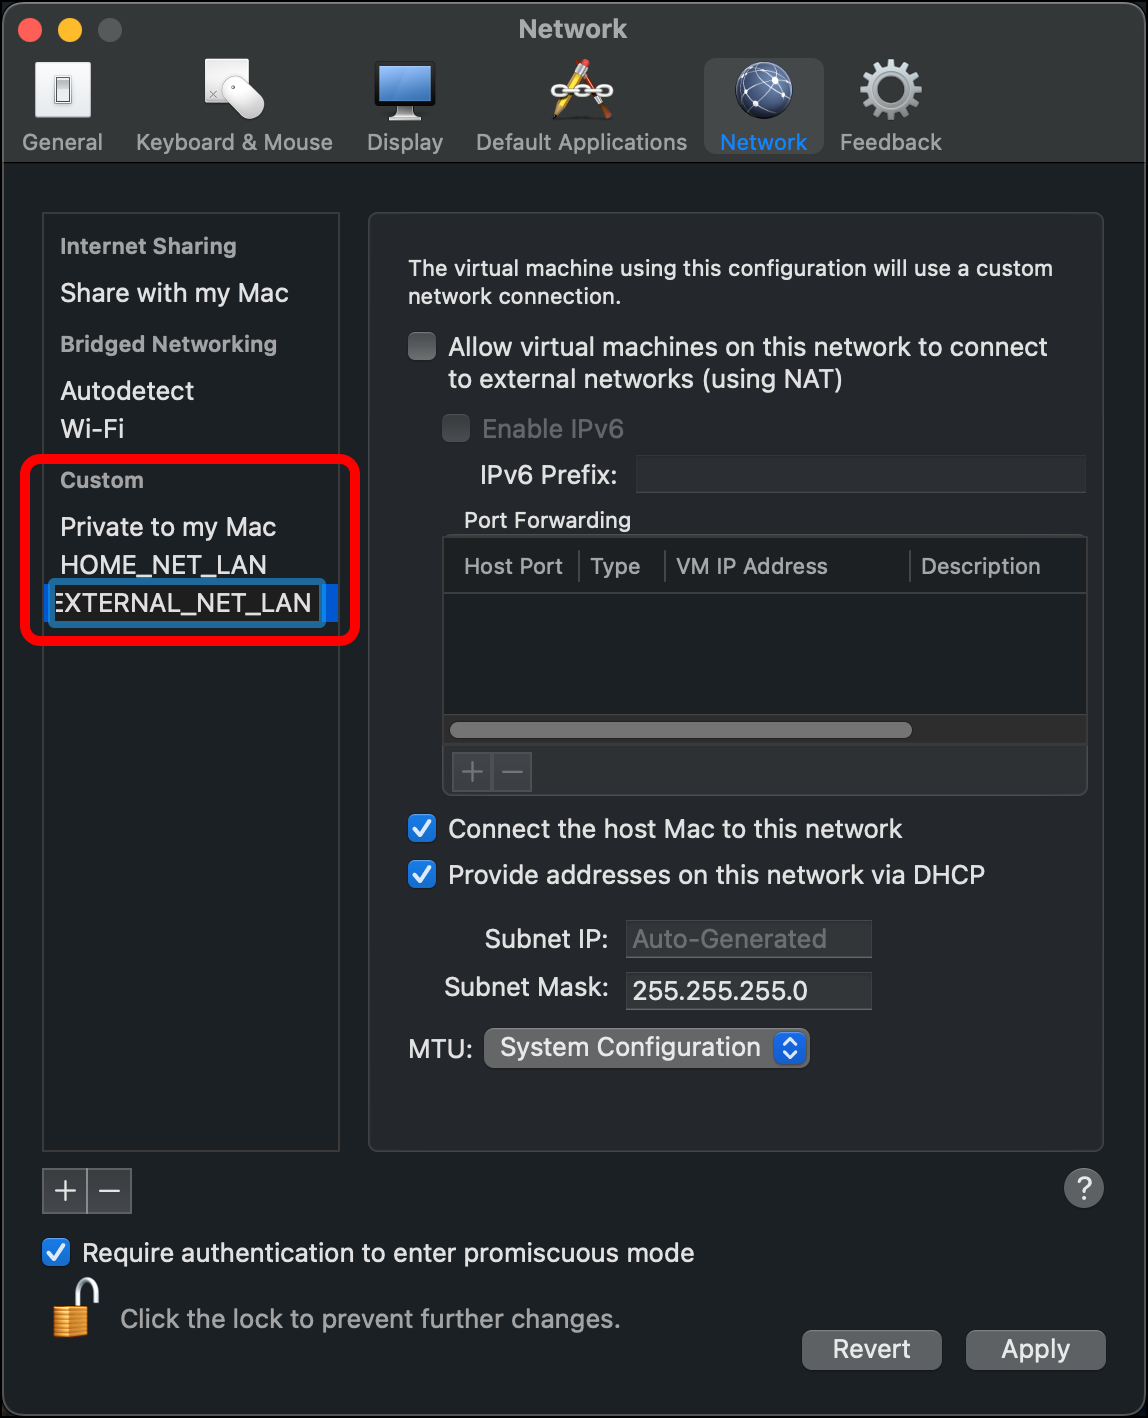 Network
General
Keyboard & Mouse
Display
Default Applications
Network
Feedback
Internet Sharing
Share with my Mac
Bridged Networking
Autodetect
Wi-Fi
Custom
Private to my Mac
HOME_NET_LAN
EXTERNAL_NET_LAN
The virtual machine using this configuration will use a custom
network connection.
Allow virtual machines on this network to connect
to external networks (using NAT)
Enable IPv6
IPv6 Prefix:
Port Forwarding
Host Port Type VM IP Address Description
Connect the host Mac to this network
Provide addresses on this network via DHCP
Subnet IP: Auto-Generated
Subnet Mask: 255.255.255.0
MTU: System Configuration
?
Require authentication to enter promiscuous mode
Click the lock to prevent further changes.
Revert
Apply